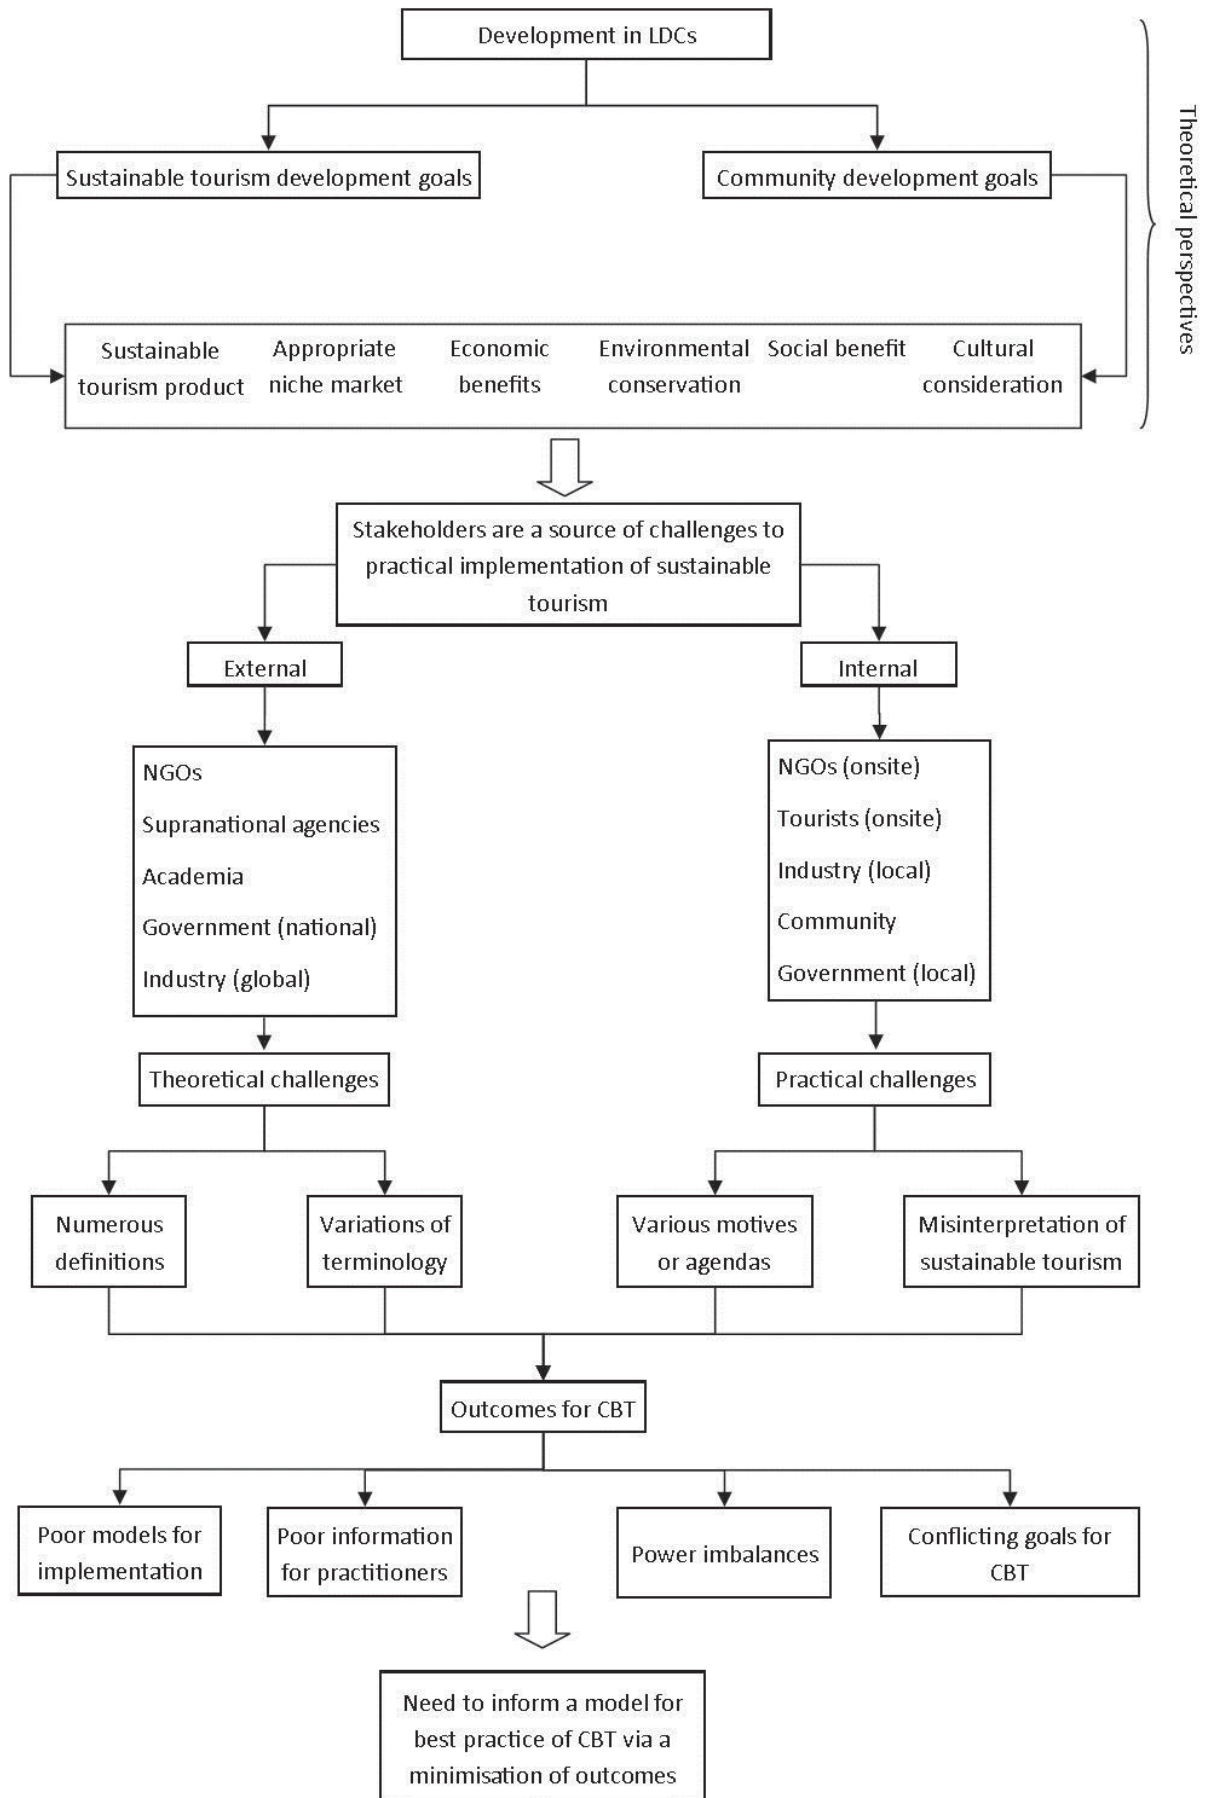 Development in LDCs
Sustainable tourism development goals
Community development goals
Theoretical perspectives
Sustainable
tourism product
Appropriate
niche market
Economic
benefits
Environmental
conservation
Social benefit
Cultural
consideration
Stakeholders are a source of challenges to
practical implementation of sustainable
tourism
External
Internal
NGOs
Supranational agencies
Academia
Government (national)
Industry (global)
NGOs (onsite)
Tourists (onsite)
Industry (local)
Community
Government (local)
Theoretical challenges
Practical challenges
Numerous
definitions
Variations of
terminology
Various motives
or agendas
Misinterpretation of
sustainable tourism
Outcomes for CBT
Poor models for
implementation
Poor information
for practitioners
Power imbalances
Conflicting goals for
CBT
Need to inform a model for
best practice of CBT via a
minimisation of outcomes